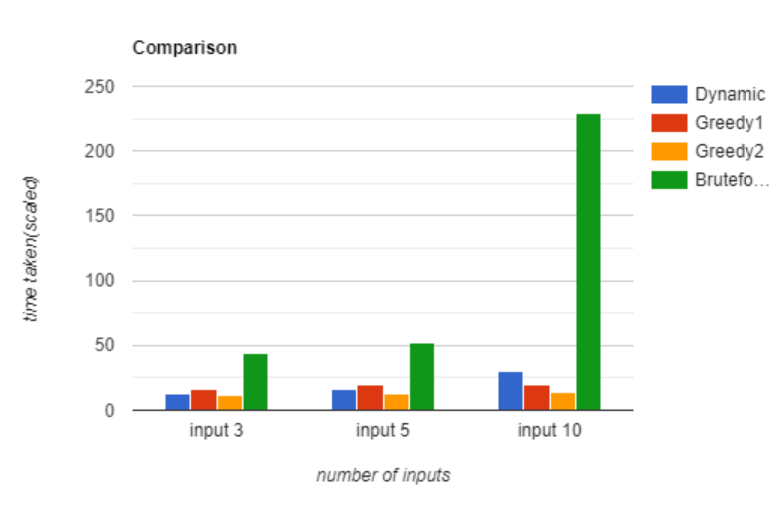 Comparison
250
200
150
100
50
0
time taken(scaled)
input 3
input 5
input 10
number of inputs
Dynamic
Greedy1
Greedy2
Brutefo...